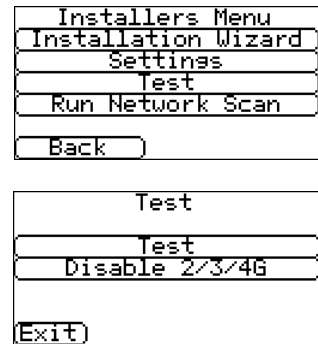 Installers Menu
Installation Wizard
Settings
Test
Run Network Scan
Back
Test
Test
Disable 2/3/4G
Exit